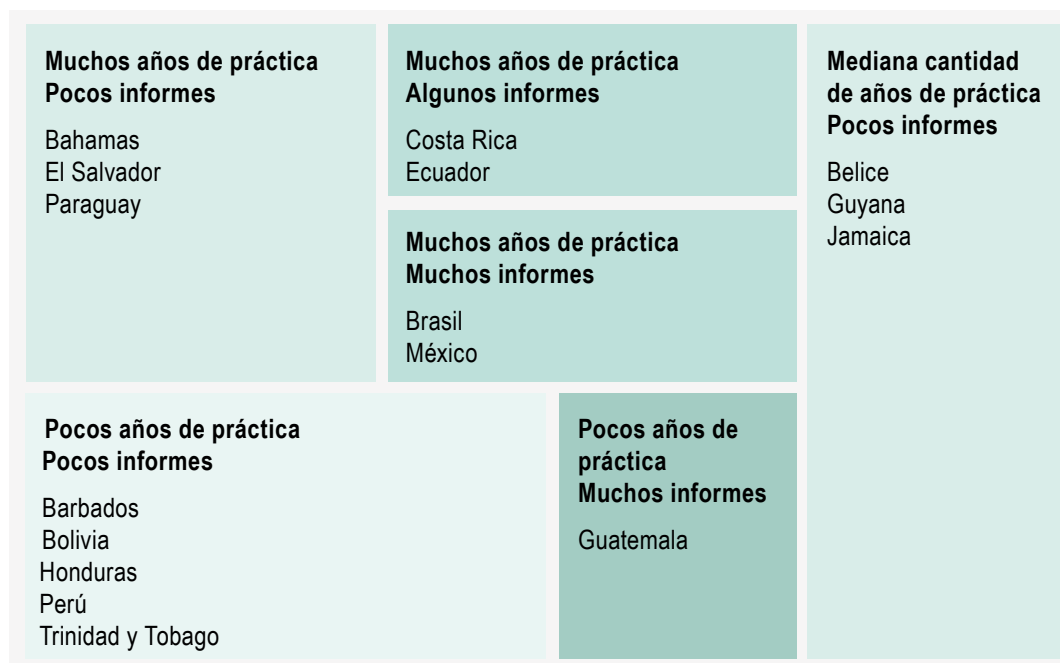 Muchos años de práctica
Pocos informes
Bahamas
El Salvador
Paraguay
Muchos años de práctica
Algunos informes
Costa Rica
Ecuador
Muchos años de práctica
Muchos informes
Brasil
México
Mediana cantidad
de años de práctica
Pocos informes
Belice
Guyana
Jamaica
Pocos años de práctica
Pocos informes
Barbados
Bolivia
Honduras
Perú
Trinidad y Tobago
Pocos años de
práctica
Muchos informes
Guatemala